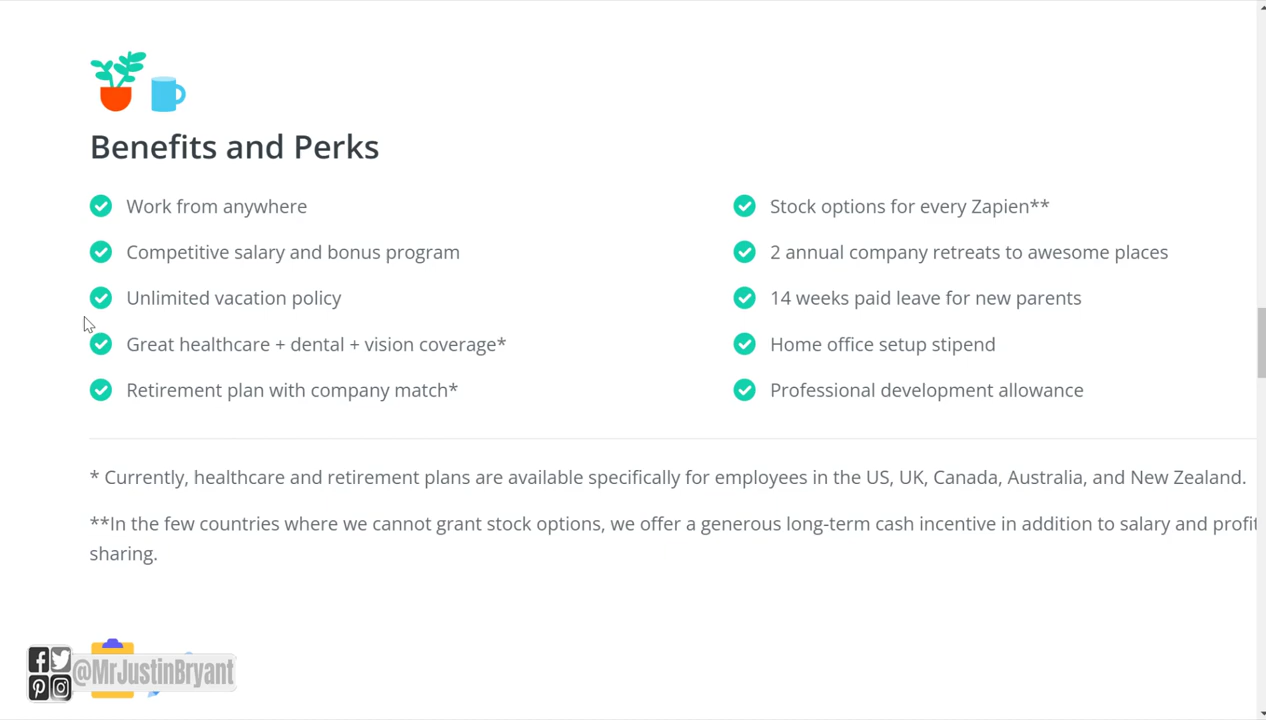 Benefits and Perks
Work from anywhere
Competitive salary and bonus program
Unlimited vacation policy
Great healthcare + dental + vision coverage*
Retirement plan with company match*
Stock options for every Zapien**
2 annual company retreats to awesome places
14 weeks paid leave for new parents
Home office setup stipend
Professional development allowance
* Currently, healthcare and retirement plans are available specifically for employees in the US, UK, Canada, Australia, and New Zealand.
**In the few countries where we cannot grant stock options, we offer a generous long-term cash incentive in addition to salary and profit
sharing.
@MrJustinBryant